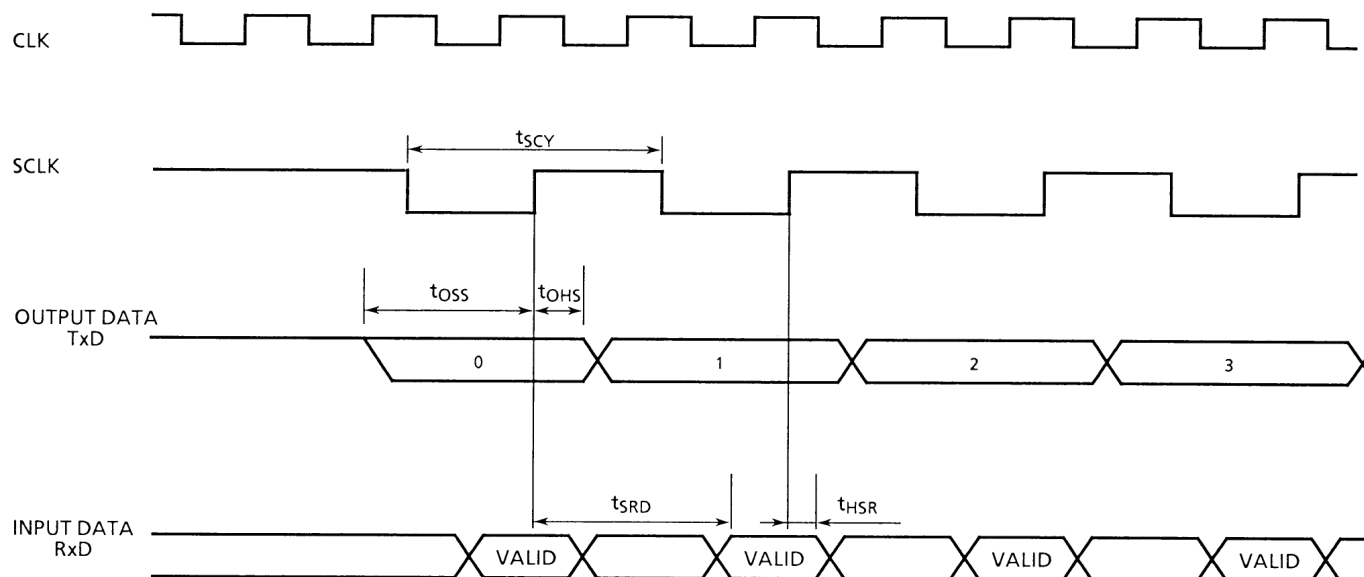 CLK
tSCY
SCLK
tOSS tOHS
OUTPUT DATA
TxD
0 1 2 3
tSRD tHSR
INPUT DATA
RxD
VALID VALID VALID VALID